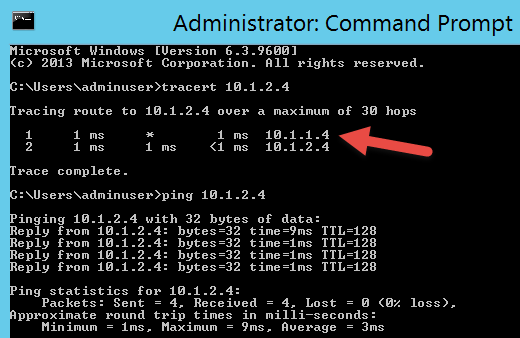 Administrator: Command Prompt
Microsoft Windows [Version 6.3.9600]
(c) 2013 Microsoft Corporation. All rights reserved.
C:\Users\adminuser>tracert 10.1.2.4
Tracing route to 10.1.2.4 over a maximum of 30 hops
1 1 ms * 1 ms 10.1.1.4
2 1 ms 1 ms <1 ms 10.1.2.4
Trace complete.
C:\Users\adminuser>ping 10.1.2.4
Pinging 10.1.2.4 with 32 bytes of data:
Reply from 10.1.2.4: bytes=32 time=9ms TTL=128
Reply from 10.1.2.4: bytes=32 time=1ms TTL=128
Reply from 10.1.2.4: bytes=32 time=1ms TTL=128
Reply from 10.1.2.4: bytes=32 time=1ms TTL=128
Ping statistics for 10.1.2.4:
Packets: Sent = 4, Received = 4, Lost = 0 (0% loss),
Approximate round trip times in milli-seconds:
Minimum = 1ms, Maximum = 9ms, Average = 3ms